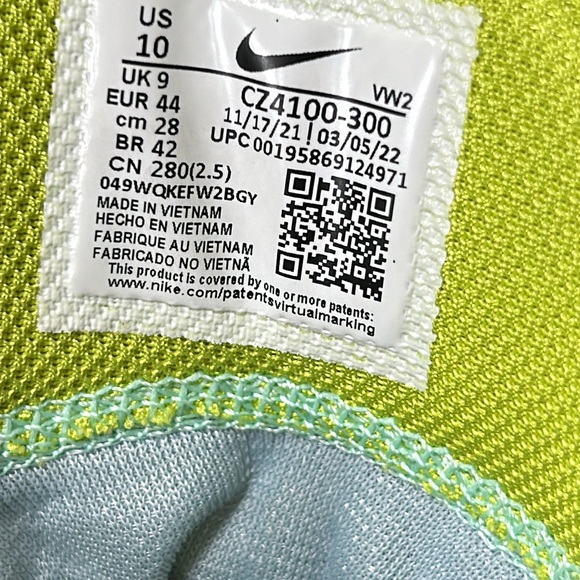 US
10
UK 9
EUR 44
cm 28
BR 42
CN 280(2.5)
049WQKEFW2BGY
VW2
CZ4100-300
11/17/21 | 03/05/22
UPC 00195869124971
MADE IN VIETNAM
HECHO EN VIETNAM
FABRIQUE AU VIETNAM
FABRICADO NO VIETNÃ
This product is covered by one or more patents:
www.nike.com/patentsvirtualmarking